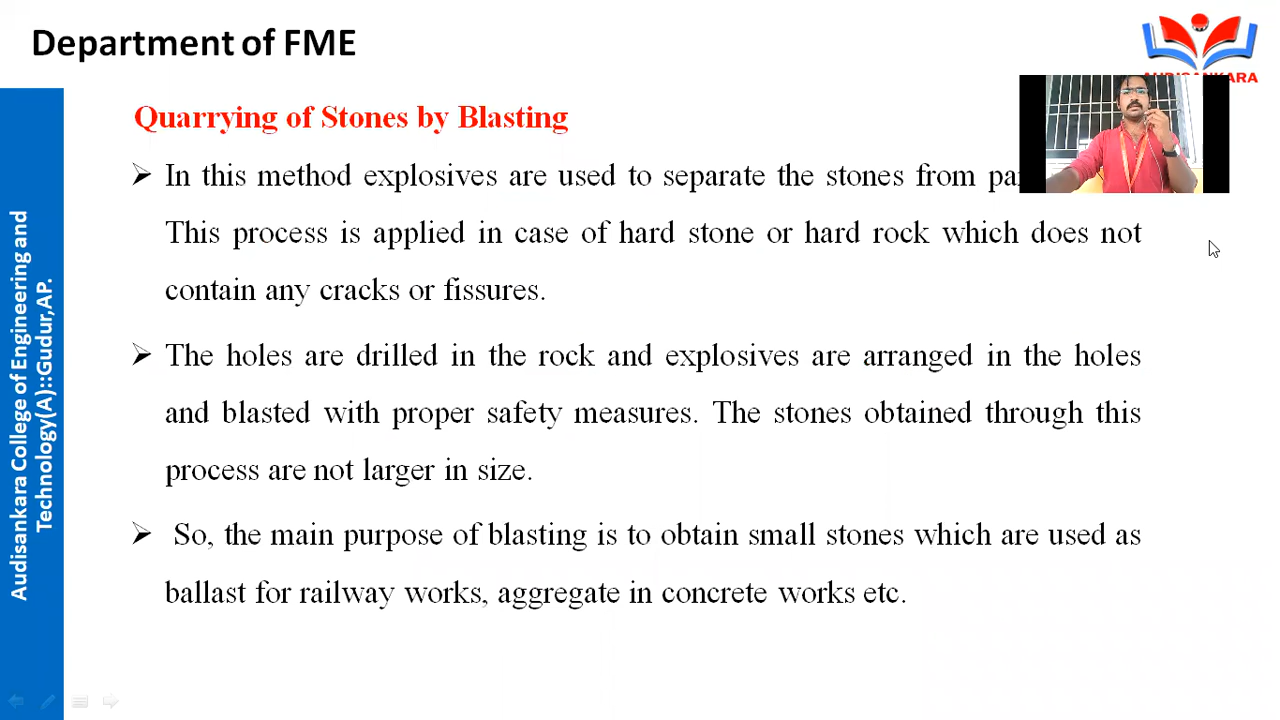 Department of FME
AUDISANKARA
Audisankara College of Engineering and
Technology(A)::Gudur,AP.
Quarrying of Stones by Blasting
➢ In this method explosives are used to separate the stones from
This process is applied in case of hard stone or hard rock which does not
contain any cracks or fissures.
➢ The holes are drilled in the rock and explosives are arranged in the holes
and blasted with proper safety measures. The stones obtained through this
process are not larger in size.
➢ So, the main purpose of blasting is to obtain small stones which are used as
ballast for railway works, aggregate in concrete works etc.